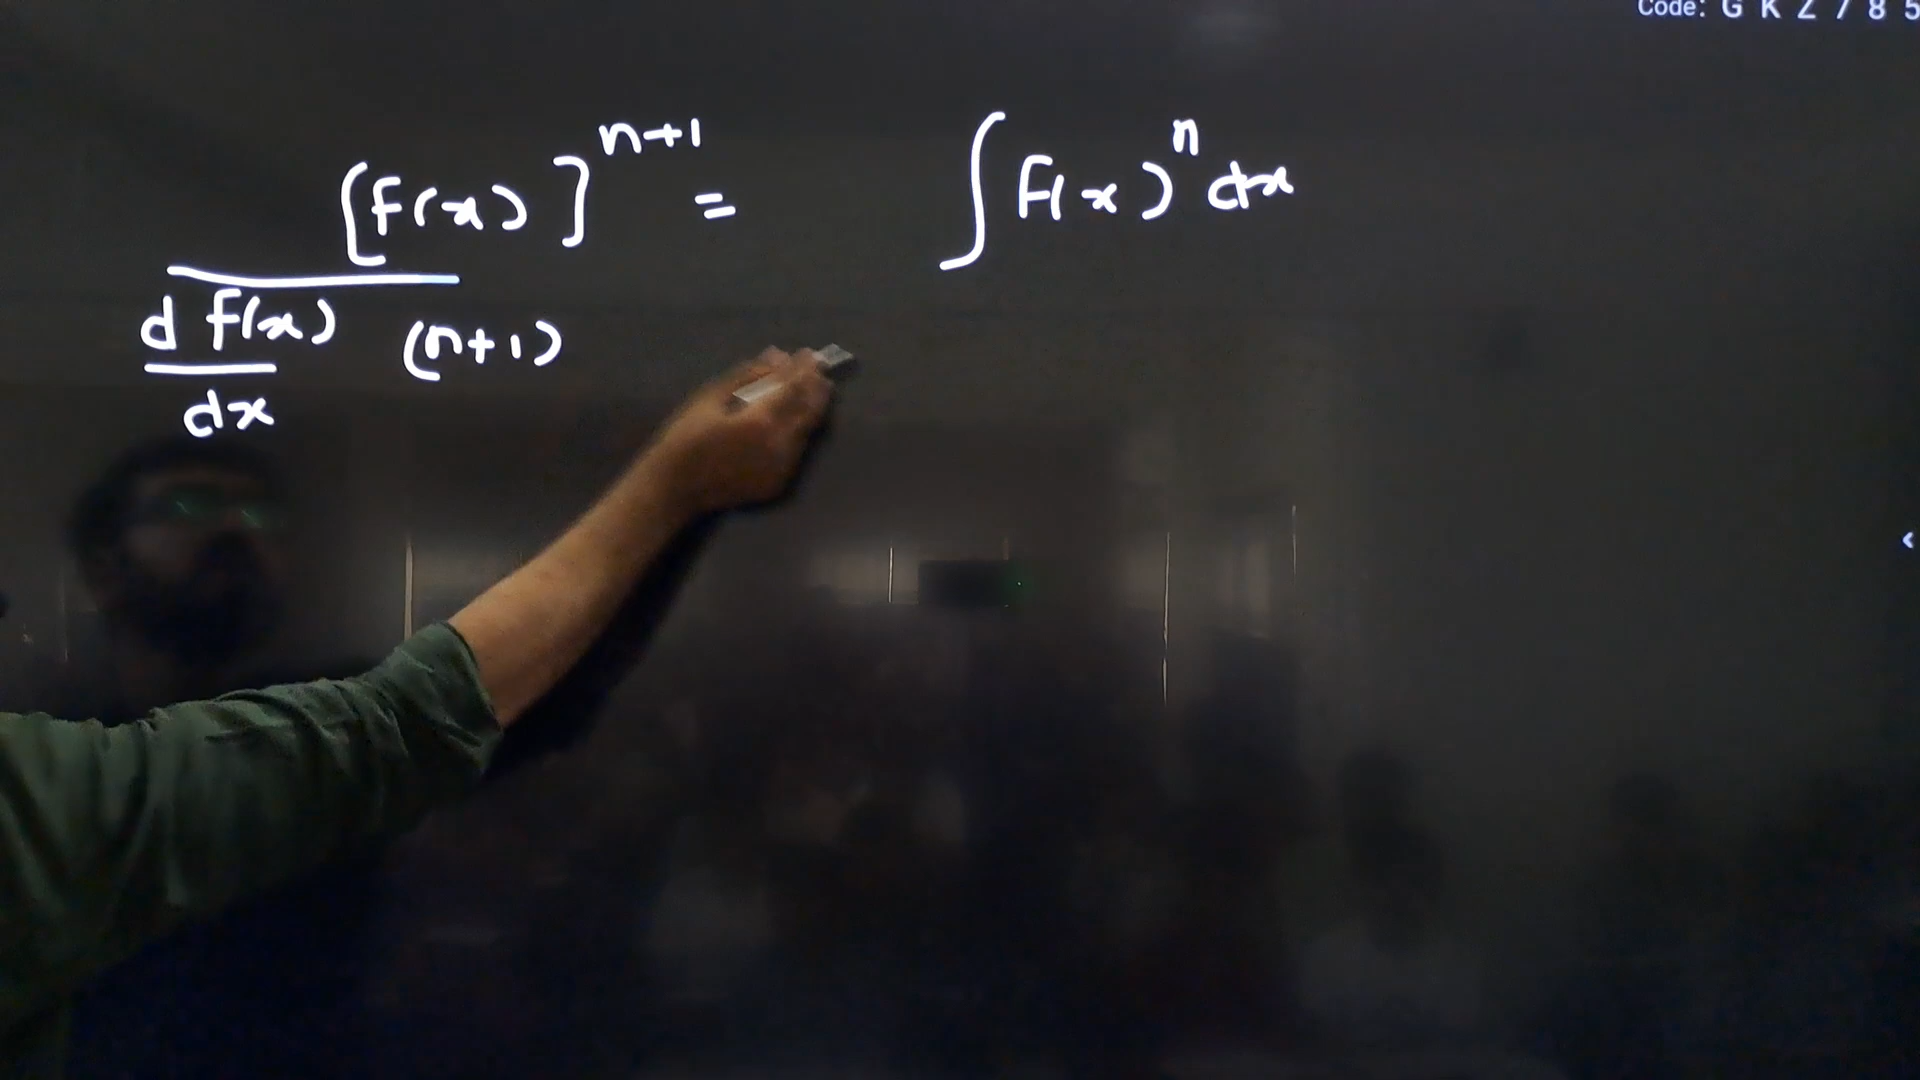 Code: G K Z 7 8 5
[f(x)]^{n+1} = ∫ f(x)^n dx
d f(x) (n+1)
dx